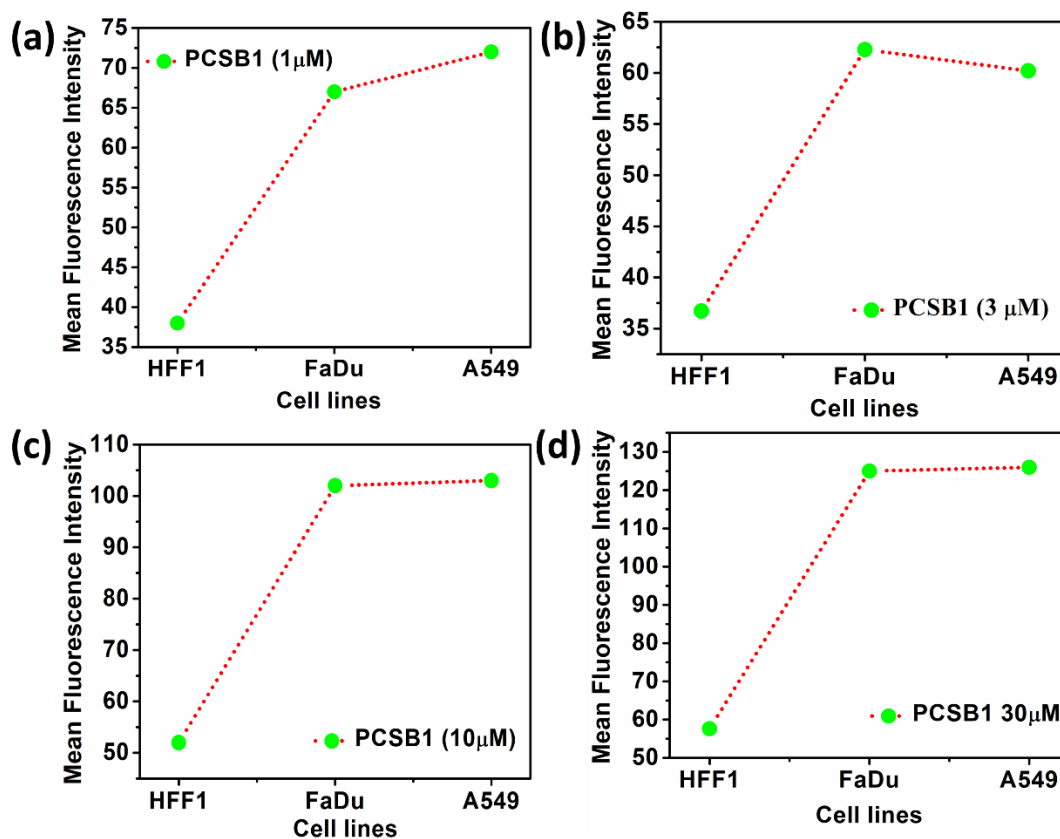 (a)
Mean Fluorescence Intensity
75
70
65
60
55
50
45
40
35
PCSB1 (1μM)
HFF1 FaDu A549
Cell lines
(b)
Mean Fluorescence Intensity
65
60
55
50
45
40
35
PCSB1 (3 μM)
HFF1 FaDu A549
Cell lines
(c)
Mean Fluorescence Intensity
110
100
90
80
70
60
50
PCSB1 (10μM)
HFF1 FaDu A549
Cell lines
(d)
Mean Fluorescence Intensity
130
120
110
100
90
80
70
60
50
PCSB1 30μM
HFF1 FaDu A549
Cell lines